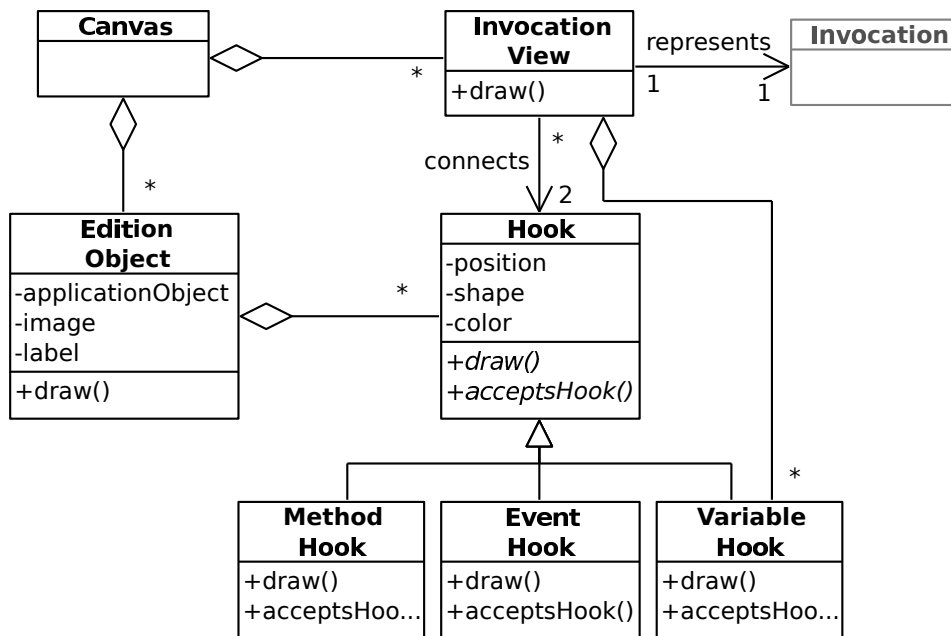 Canvas
Invocation
View
+draw()
represents
1
1
Invocation
*
*
connects
2
*
Edition
Object
-applicationObject
-image
-label
+draw()
*
Hook
-position
-shape
-color
+draw()
+acceptsHook()
*
Method
Hook
+draw()
+acceptsHoo...
Event
Hook
+draw()
+acceptsHook()
Variable
Hook
+draw()
+acceptsHoo...